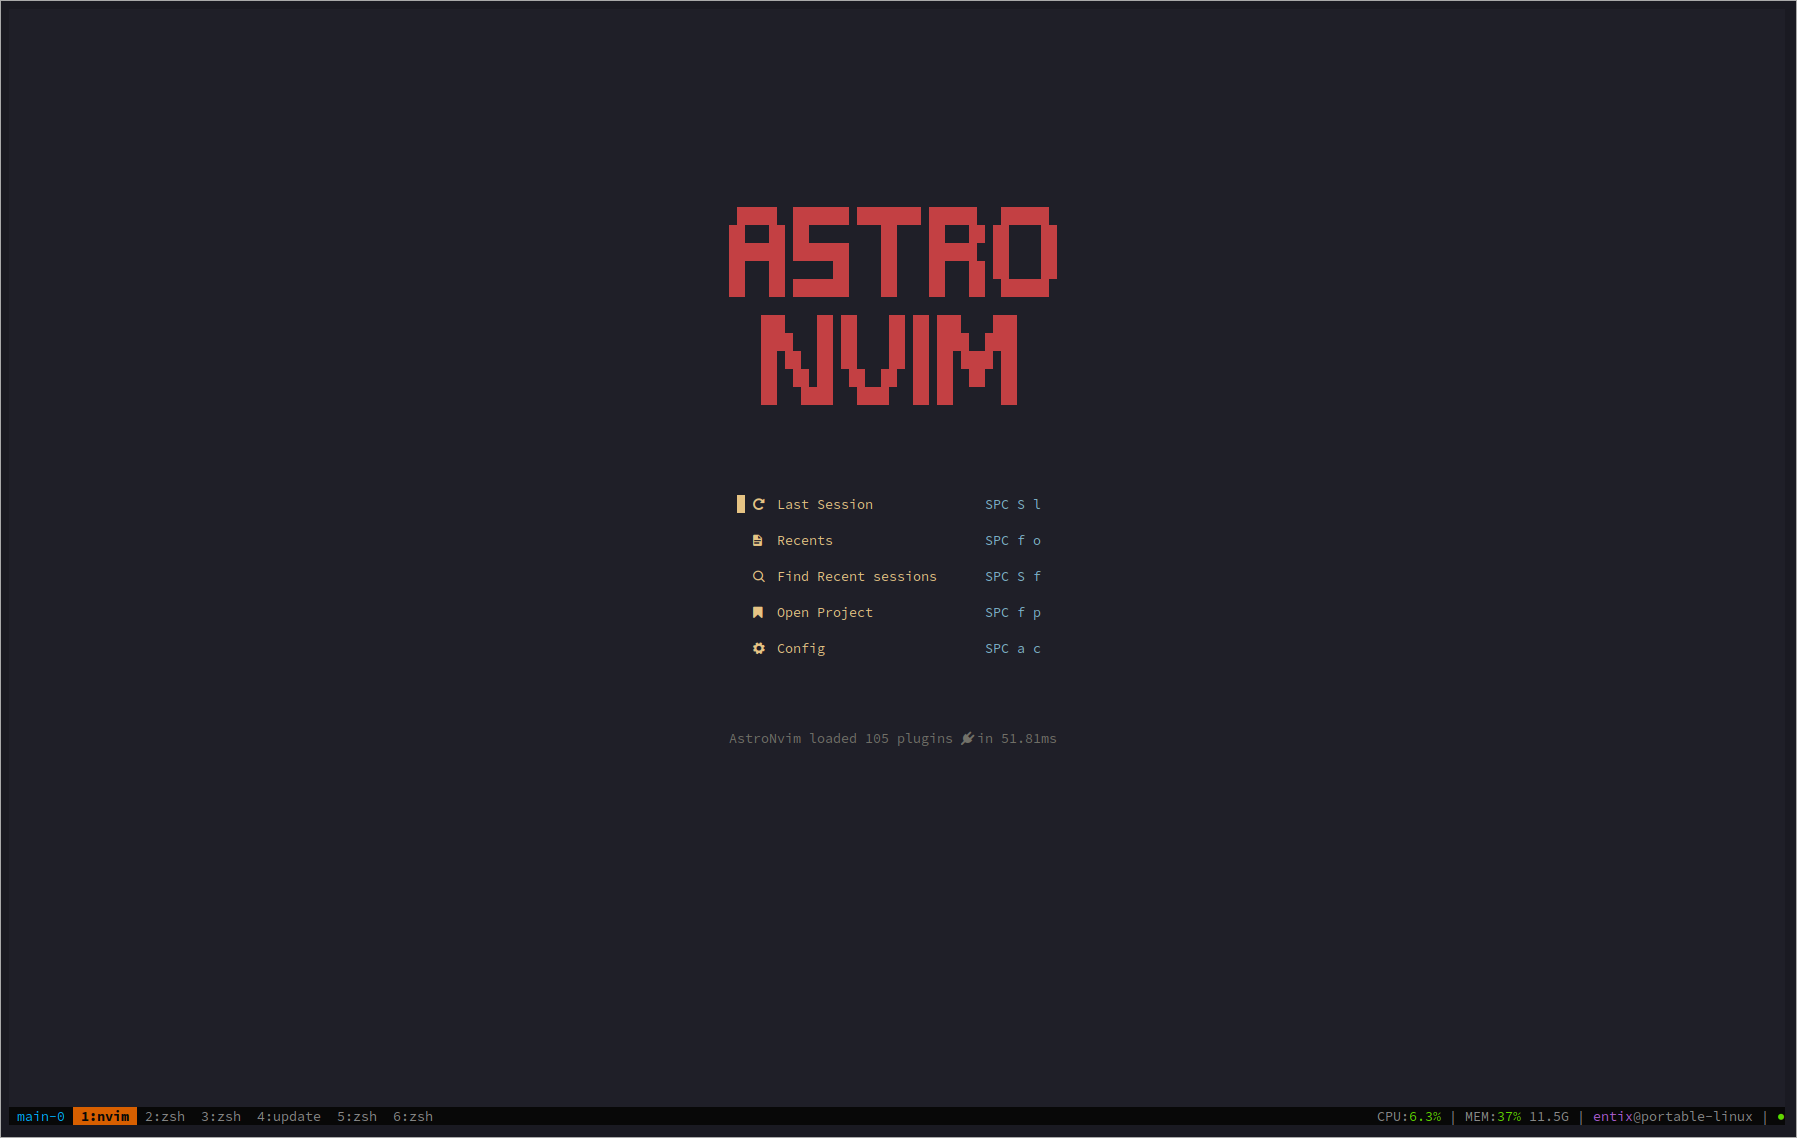 ASTRO
NVIM
Last Session SPC S l
Recents SPC f o
Find Recent sessions SPC S f
Open Project SPC f p
Config SPC a c
AstroNvim loaded 105 plugins in 51.81ms
main-0 1:nvim 2:zsh 3:zsh 4:update 5:zsh 6:zsh CPU:6.3% | MEM:37% 11.5G | entix@portable-linux |